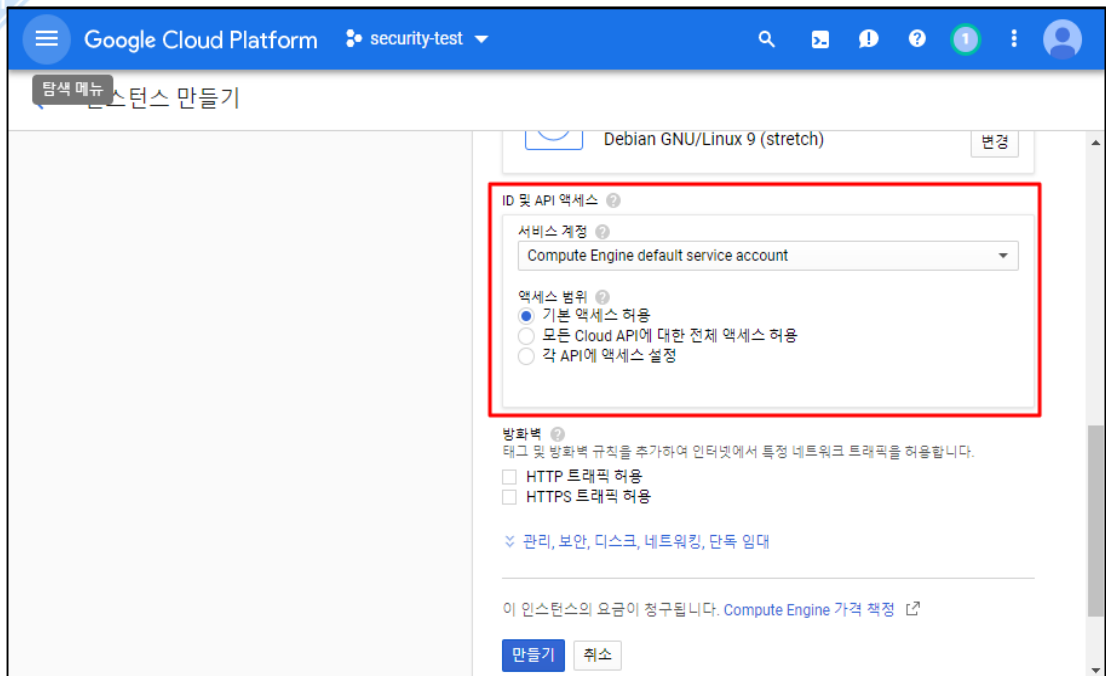 Google Cloud Platform security-test 1
탐색 메뉴
인스턴스 만들기
Debian GNU/Linux 9 (stretch) 변경
ID 및 API 액세스
서비스 계정
Compute Engine default service account
액세스 범위
기본 액세스 허용
모든 Cloud API에 대한 전체 액세스 허용
각 API에 액세스 설정
방화벽
태그 및 방화벽 규칙을 추가하여 인터넷에서 특정 네트워크 트래픽을 허용합니다.
HTTP 트래픽 허용
HTTPS 트래픽 허용
관리, 보안, 디스크, 네트워킹, 단독 임대
이 인스턴스의 요금이 청구됩니다. Compute Engine 가격 책정
만들기 취소